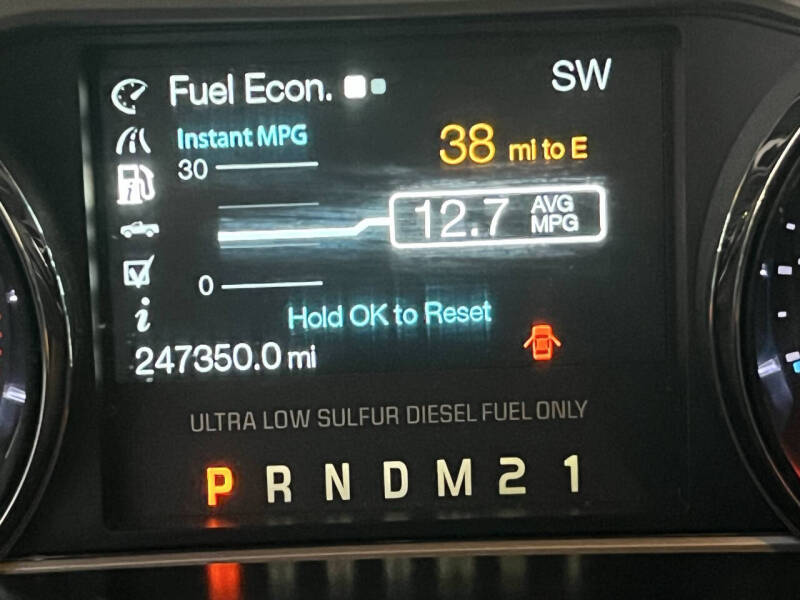 Fuel Econ.
SW
Instant MPG
38 mi to E
30
12.7 AVG MPG
0
Hold OK to Reset
247350.0 mi
ULTRA LOW SULFUR DIESEL FUEL ONLY
P R N D M 2 1